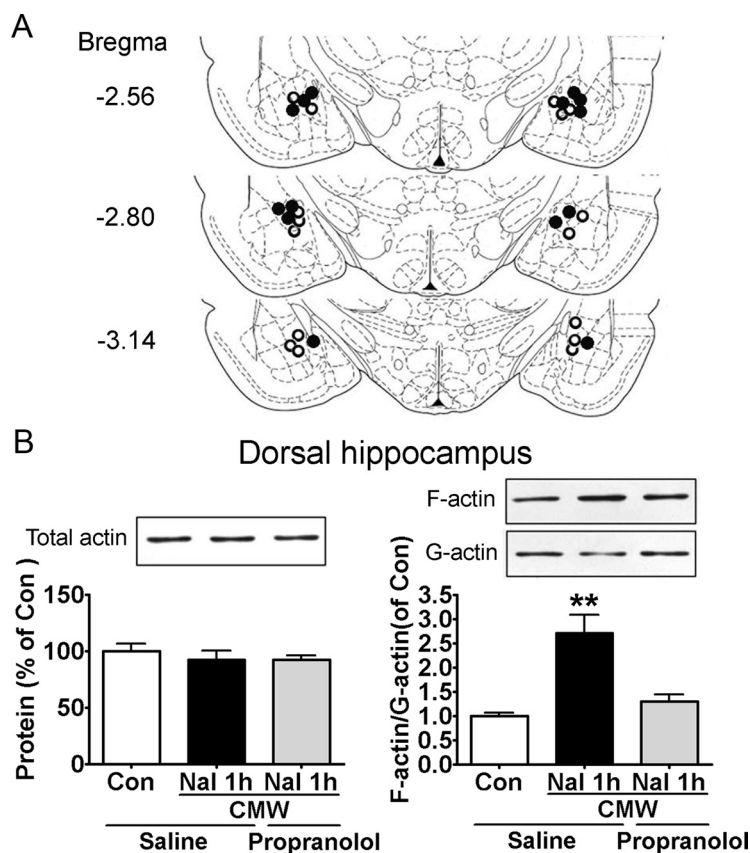 A
Bregma
-2.56
-2.80
-3.14
B
Dorsal hippocampus
Total actin
Protein (% of Con)
150
100
50
0
Con
Nal 1h
Nal 1h
CMW
Saline
Propranolol
F-actin
G-actin
F-actin/G-actin(of Con)
3.5
3.0
2.5
2.0
1.5
1.0
0.5
0.0
**
Con
Nal 1h
Nal 1h
CMW
Saline
Propranolol